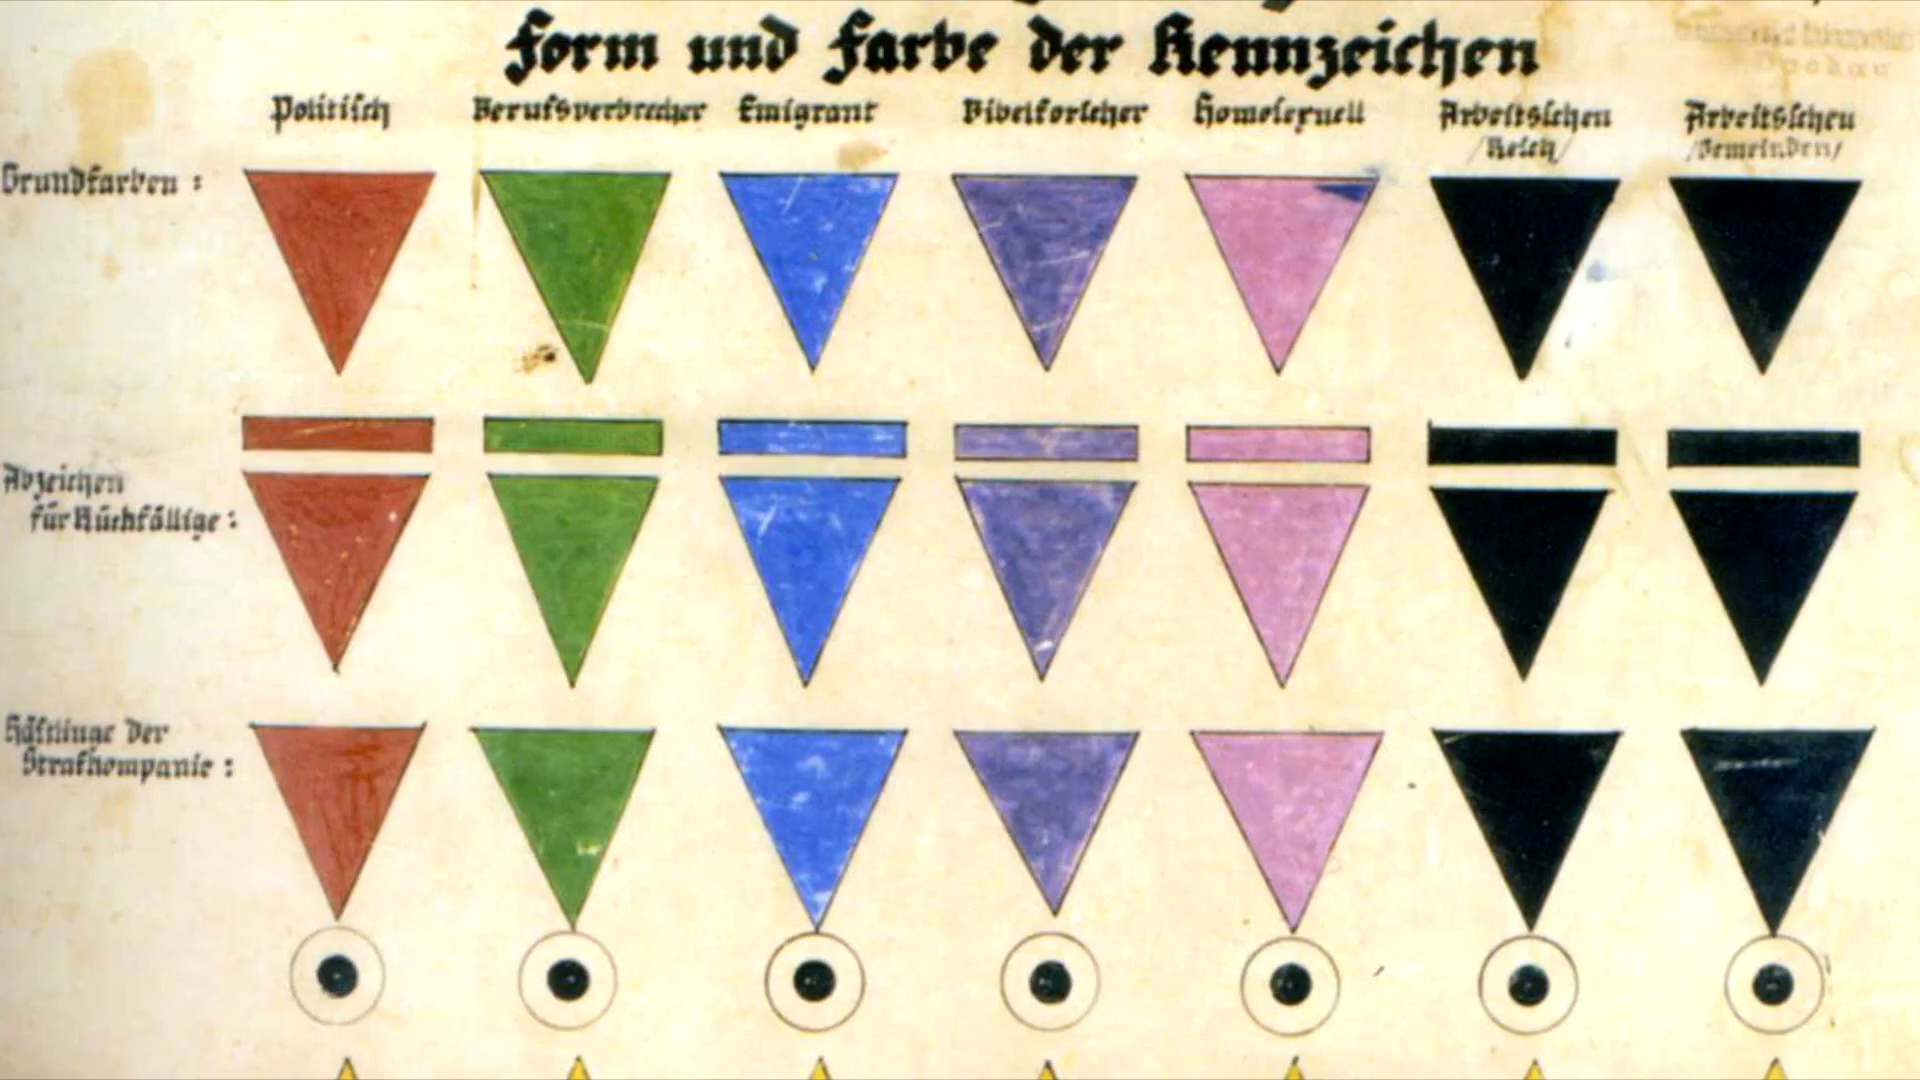 Form und Farbe der Kennzeichen
Politisch Berufsverbrecher Emigrant Bibelforscher Homosexuell Arbeitsscheu Arbeitsscheu
/Reich/ /Gemeinden/
Grundfarben :
Abzeichen
für Rückfällige :
Häftlinge der
Strafkompanie :
Dachau